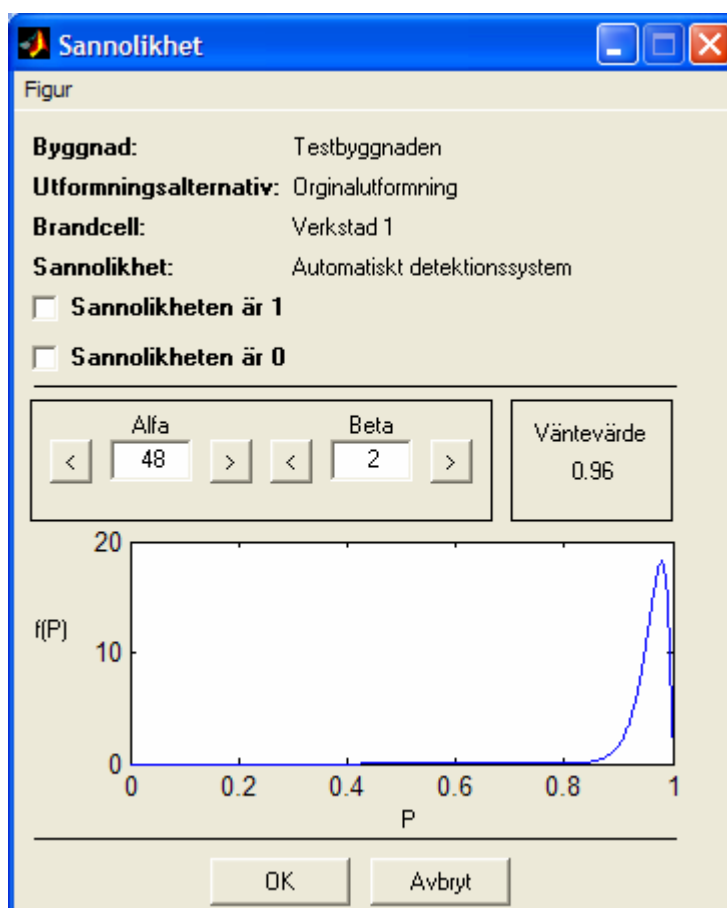 Sannolikhet
Figur
Byggnad: Testbyggnaden
Utformningsalternativ: Orginalutformning
Brandcell: Verkstad 1
Sannolikhet: Automatiskt detektionssystem
Sannolikheten är 1
Sannolikheten är 0
Alfa Beta
< 48 > < 2 >
Väntevärde
0.96
20
f(P)
10
0
0 0.2 0.4 0.6 0.8 1
P
OK Avbryt